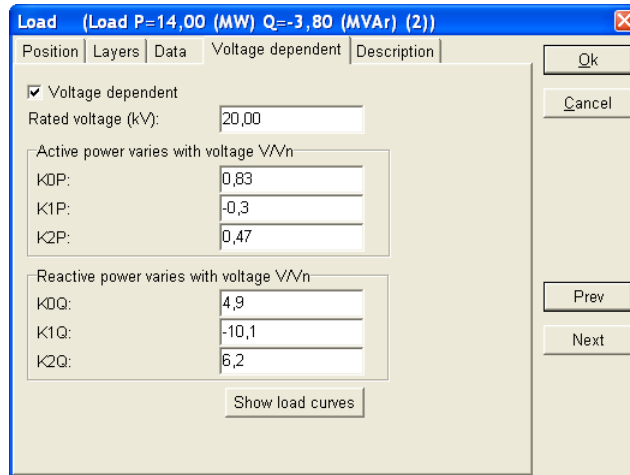 Load (Load P=14,00 (MW) Q=-3,80 (MVAr) (2))
Position Layers Data Voltage dependent Description
Ok
Voltage dependent
Cancel
Rated voltage (kV): 20,00
Active power varies with voltage V/Vn
K0P: 0,83
K1P: -0,3
K2P: 0,47
Reactive power varies with voltage V/Vn
K0Q: 4,9
Prev
K1Q: -10,1
Next
K2Q: 6,2
Show load curves